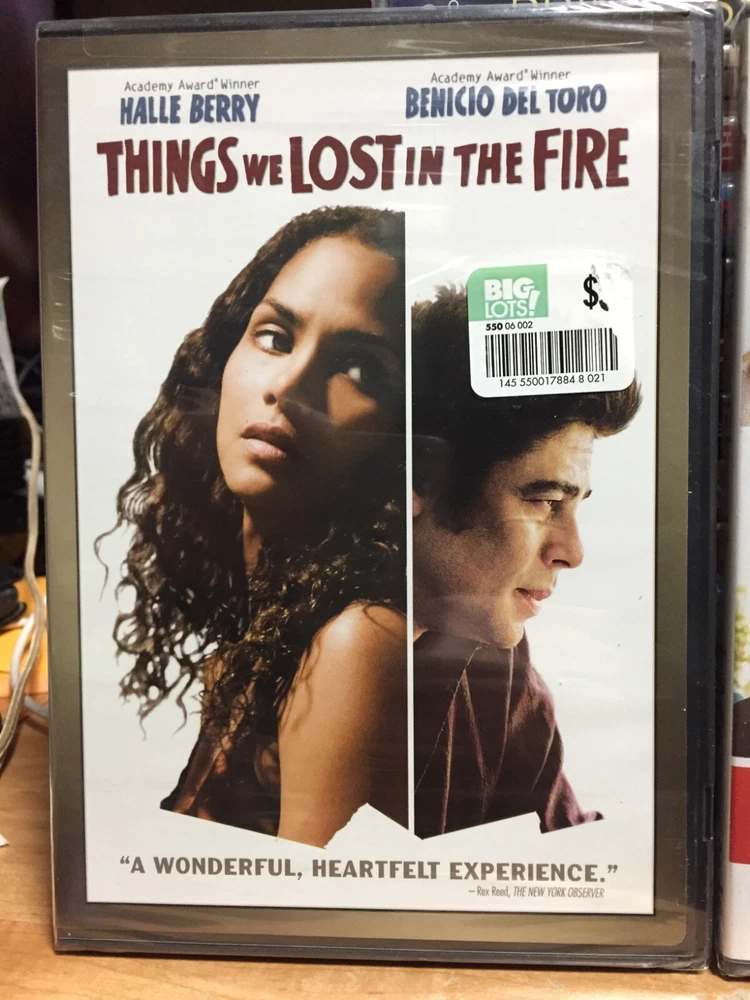 Academy Award® Winner
HALLE BERRY
Academy Award® Winner
BENICIO DEL TORO
THINGS WE LOST IN THE FIRE
BIG
LOTS!
$
550 06 002
145 550017884 8 021
“A WONDERFUL, HEARTFELT EXPERIENCE.”
– Rex Reed, THE NEW YORK OBSERVER